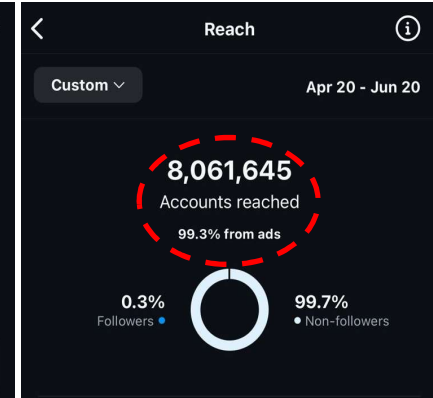 Reach
Custom
Apr 20 - Jun 20
8,061,645
Accounts reached
99.3% from ads
0.3%
Followers
99.7%
Non-followers